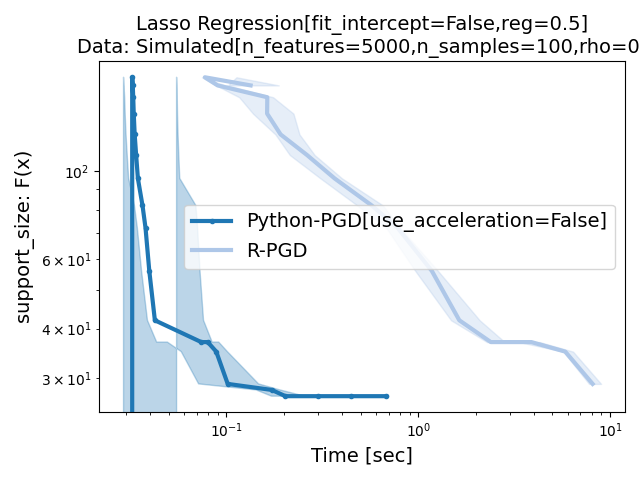 Lasso Regression[fit_intercept=False,reg=0.5]
Data: Simulated[n_features=5000,n_samples=100,rho=0
support_size: F(x)
10²
6 × 10¹
4 × 10¹
3 × 10¹
Python-PGD[use_acceleration=False]
R-PGD
10⁻¹
10⁰
10¹
Time [sec]